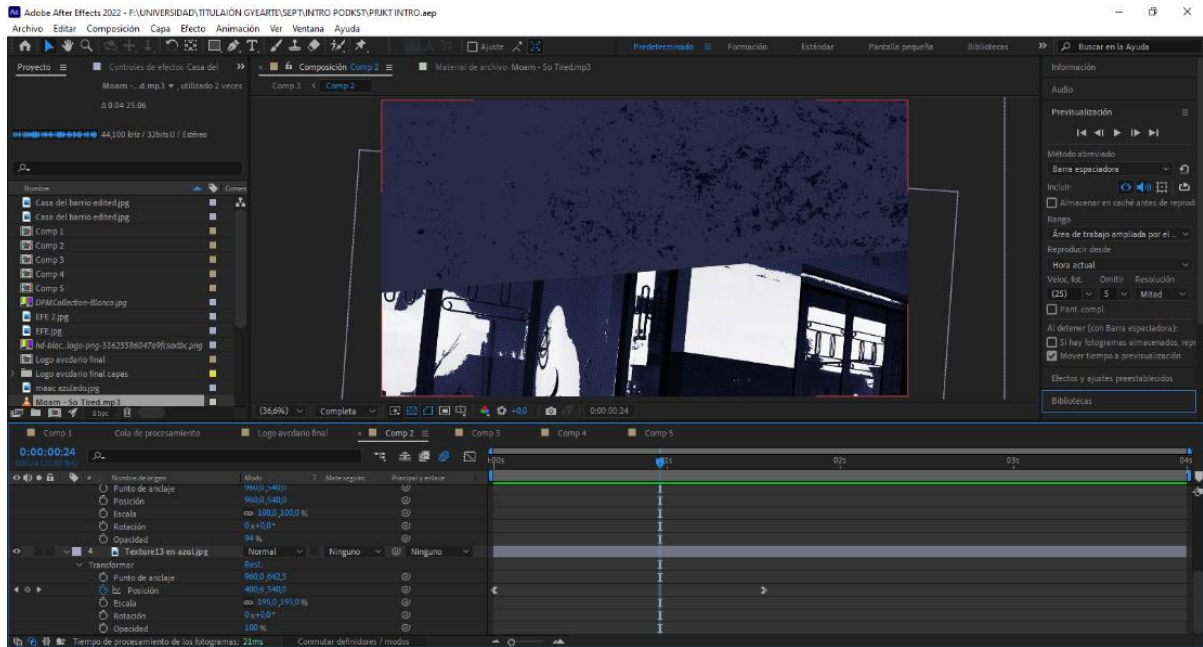 Adobe After Effects 2022 - F:\UNIVERSIDAD\TITULAIÓN GYEARTE\SEPT\INTRO PODKST\PRJKT INTRO.aep
Archivo Editar Composición Capa Efecto Animación Ver Ventana Ayuda
Ajuste
Predeterminado Formación Estándar Pantalla pequeña Bibliotecas
Buscar en la Ayuda
Proyecto Controles de efectos Casa del
Composición Comp 2 Material de archivo Moarn - So Tired.mp3
Comp 3 Comp 2
Moarn -...d.mp3 , utilizado 2 veces
Δ 0:04:25:06
44,100 kHz / 32bits U / Estéreo
Nombre Comen
Casa del barrio edited.jpg
Casa del barrio edited.jpg
Comp 1
Comp 2
Comp 3
Comp 4
Comp 5
DPMCollection-Blanco.jpg
EFE 2.jpg
EFE.jpg
Logo avcdario final
Logo avcdario final capas
maac azulado.jpg
Moarn - So Tired.mp3
8 bpc
(36,6%) Completa +0,0 0:00:00:24
Información
Audio
Previsualización
Método abreviado
Barra espaciadora
Incluir:
Almacenar en caché antes de reprod
Rango
Área de trabajo ampliada por el ...
Reproducir desde
Hora actual
Veloc. fot. Omitir Resolución
(25) 5 Mitad
Pant. compl.
Al detener (con Barra espaciadora):
Si hay fotogramas almacenados, repr
Mover tiempo a previsualización
Efectos y ajustes preestablecidos
Bibliotecas
Comp 1 Cola de procesamiento Logo avcdario final Comp 2 Comp 3 Comp 4 Comp 5
0:00:00:24
00024 (25.00 fps)
02s 03s 04s
# Nombre de origen Modo T Mate seguim. Principal y enlace
Punto de anclaje 960,0,540,0
Posición 960,0,540,0
Escala 100,0,100,0 %
Rotación 0 x+0,0°
Opacidad 94 %
4 Texture13 en azul.jpg Normal Ninguno Ninguno
Transformar Rest.
Punto de anclaje 960,0,642,5
Posición 400,6,540,0
Escala 195,0,195,0 %
Rotación 0 x+0,0°
Opacidad 100 %
Tiempo de procesamiento de los fotogramas: 21ms Conmutar definidores / modos